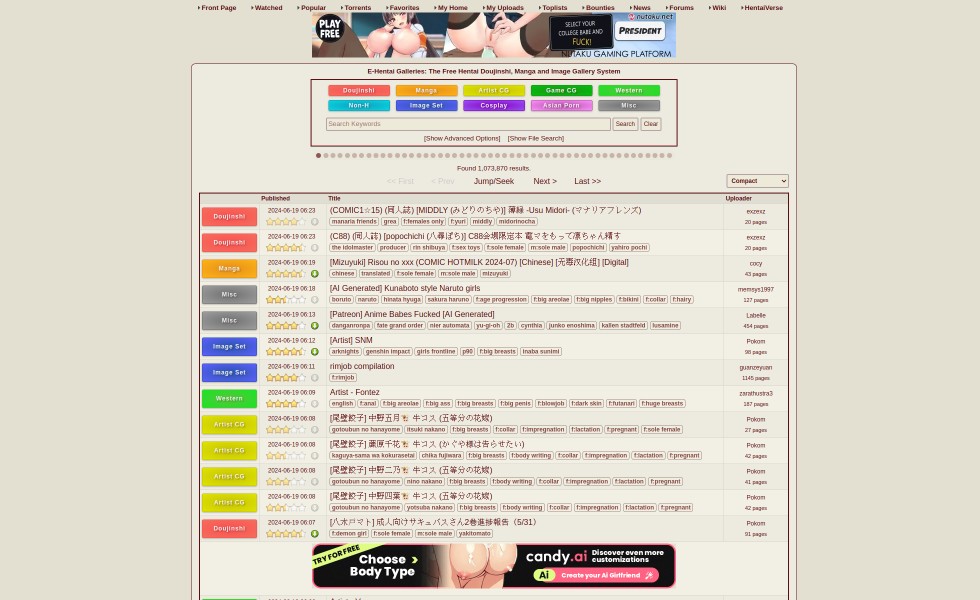 Front Page Watched Popular Torrents Favorites My Home My Uploads Toplists Bounties News Forums Wiki HentaiVerse
PLAY FREE
SELECT YOUR COLLEGE BABE AND FUCK!
nutaku.net
PRESIDENT
NUTAKU GAMING PLATFORM
E-Hentai Galleries: The Free Hentai Doujinshi, Manga and Image Gallery System
Doujinshi Manga Artist CG Game CG Western
Non-H Image Set Cosplay Asian Porn Misc
Search Keywords Search Clear
[Show Advanced Options] [Show File Search]
Found 1,073,870 results.
<< First < Prev Jump/Seek Next > Last >> Compact
Published Title Uploader
Doujinshi 2024-06-19 06:23 (COMIC1☆15) (同人誌) [MIDDLY (みどりのちや)] 薄緑 -Usu Midori- (マナリアフレンズ) exzexz
manaria friends grea f:females only f:yuri middly midorinocha 20 pages
Doujinshi 2024-06-19 06:23 (C88) (同人誌) [popochichi (八尋ぽち)] C88会場限定本 竜マをもって凛ちゃん精す exzexz
the idolmaster producer rin shibuya f:sex toys f:sole female m:sole male popochichi yahiro pochi 20 pages
Manga 2024-06-19 06:19 [Mizuyuki] Risou no xxx (COMIC HOTMILK 2024-07) [Chinese] [无毒汉化组] [Digital] cocy
chinese translated f:sole female m:sole male mizuyuki 43 pages
Misc 2024-06-19 06:18 [AI Generated] Kunaboto style Naruto girls memsys1997
boruto naruto hinata hyuga sakura haruno f:age progression f:big areolae f:big nipples f:bikini f:collar f:hairy 127 pages
Misc 2024-06-19 06:13 [Patreon] Anime Babes Fucked [AI Generated] Labelle
danganronpa fate grand order nier automata yu-gi-oh 2b cynthia junko enoshima kallen stadtfeld lusamine 454 pages
Image Set 2024-06-19 06:12 [Artist] SNM Pokom
arknights genshin impact girls frontline p90 f:big breasts inaba sunimi 98 pages
Image Set 2024-06-19 06:11 rimjob compilation guanzeyuan
f:rimjob 1145 pages
Western 2024-06-19 06:09 Artist - Fontez zarathustra3
english f:anal f:big areolae f:big ass f:big breasts f:big penis f:blowjob f:dark skin f:futanari f:huge breasts 187 pages
Artist CG 2024-06-19 06:08 [尾壁餃子] 中野五月 牛コス (五等分の花嫁) Pokom
gotoubun no hanayome itsuki nakano f:big breasts f:collar f:impregnation f:lactation f:pregnant f:sole female 27 pages
Artist CG 2024-06-19 06:08 [尾壁餃子] 藤原千花 牛コス (かぐや様は告らせたい) Pokom
kaguya-sama wa kokurasetai chika fujiwara f:big breasts f:body writing f:collar f:impregnation f:lactation f:pregnant 42 pages
Artist CG 2024-06-19 06:08 [尾壁餃子] 中野二乃 牛コス (五等分の花嫁) Pokom
gotoubun no hanayome nino nakano f:big breasts f:body writing f:collar f:impregnation f:lactation f:pregnant 41 pages
Artist CG 2024-06-19 06:08 [尾壁餃子] 中野四葉 牛コス (五等分の花嫁) Pokom
gotoubun no hanayome yotsuba nakano f:big breasts f:body writing f:collar f:impregnation f:lactation f:pregnant 42 pages
Doujinshi 2024-06-19 06:07 [八木戸マト] 成人向けサキュバスさん2巻進捗報告（5/31） Pokom
f:demon girl f:sole female m:sole male yakitomato 91 pages
TRY FOR FREE
Choose > Body Type
candy.ai Discover even more customizations
Ai Create your AI Girlfriend